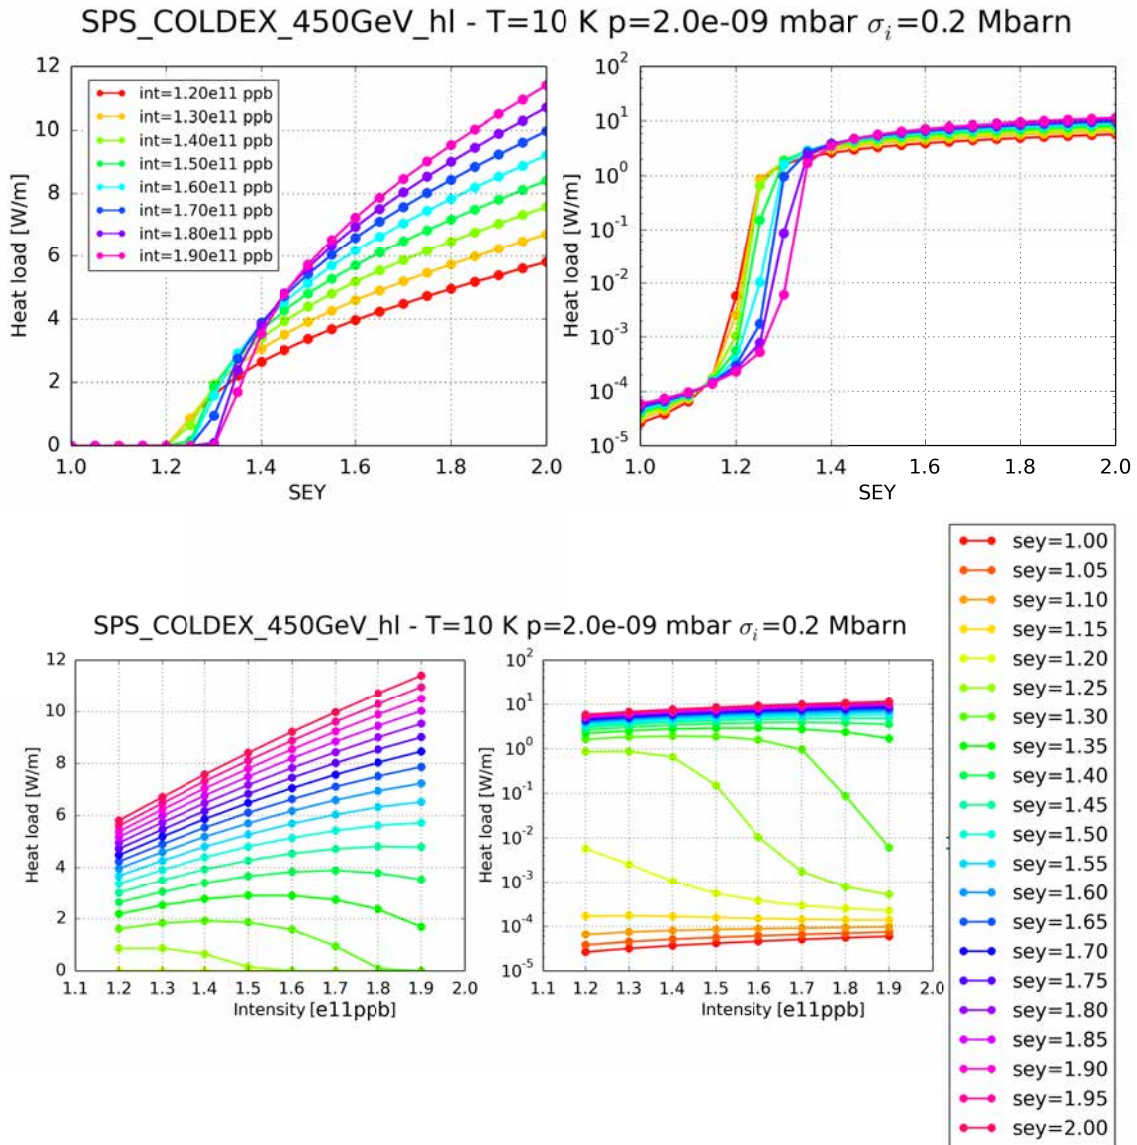 SPS_COLDEX_450GeV_hl - T=10 K p=2.0e-09 mbar σi=0.2 Mbarn
12
10
8
6
4
2
0
Heat load [W/m]
int=1.20e11 ppb
int=1.30e11 ppb
int=1.40e11 ppb
int=1.50e11 ppb
int=1.60e11 ppb
int=1.70e11 ppb
int=1.80e11 ppb
int=1.90e11 ppb
1.0 1.2 1.4 1.6 1.8 2.0
SEY
10^2
10^1
10^0
10^-1
10^-2
10^-3
10^-4
10^-5
Heat load [W/m]
1.0 1.2 1.4 1.6 1.8 2.0
SEY
SPS_COLDEX_450GeV_hl - T=10 K p=2.0e-09 mbar σi=0.2 Mbarn
12
10
8
6
4
2
0
Heat load [W/m]
1.1 1.2 1.3 1.4 1.5 1.6 1.7 1.8 1.9 2.0
Intensity [e11ppb]
10^2
10^1
10^0
10^-1
10^-2
10^-3
10^-4
10^-5
Heat load [W/m]
1.1 1.2 1.3 1.4 1.5 1.6 1.7 1.8 1.9 2.0
Intensity [e11ppb]
sey=1.00
sey=1.05
sey=1.10
sey=1.15
sey=1.20
sey=1.25
sey=1.30
sey=1.35
sey=1.40
sey=1.45
sey=1.50
sey=1.55
sey=1.60
sey=1.65
sey=1.70
sey=1.75
sey=1.80
sey=1.85
sey=1.90
sey=1.95
sey=2.00